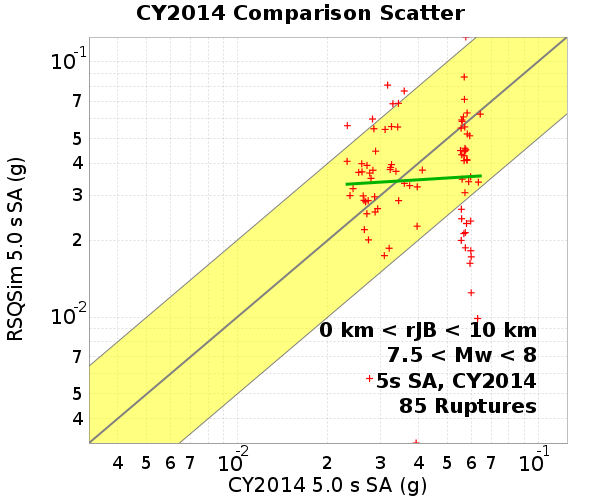 CY2014 Comparison Scatter
RSQSim 5.0 s SA (g)
10-1
7
5
4
3
2
10-2
7
5
4
0 km < rJB < 10 km
7.5 < Mw < 8
5s SA, CY2014
85 Ruptures
4 5 6 7 10-2 2 3 4 5 6 7 10-1
CY2014 5.0 s SA (g)